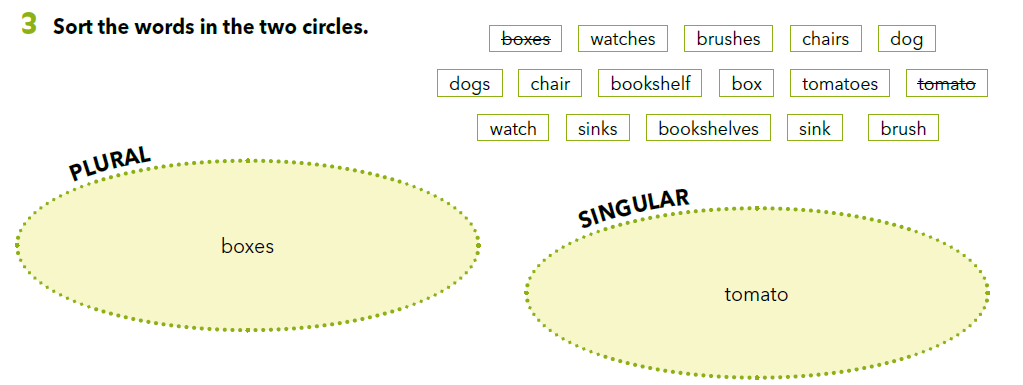 3 Sort the words in the two circles.
boxes watches brushes chairs dog
dogs chair bookshelf box tomatoes tomato
watch sinks bookshelves sink brush
PLURAL
boxes
SINGULAR
tomato